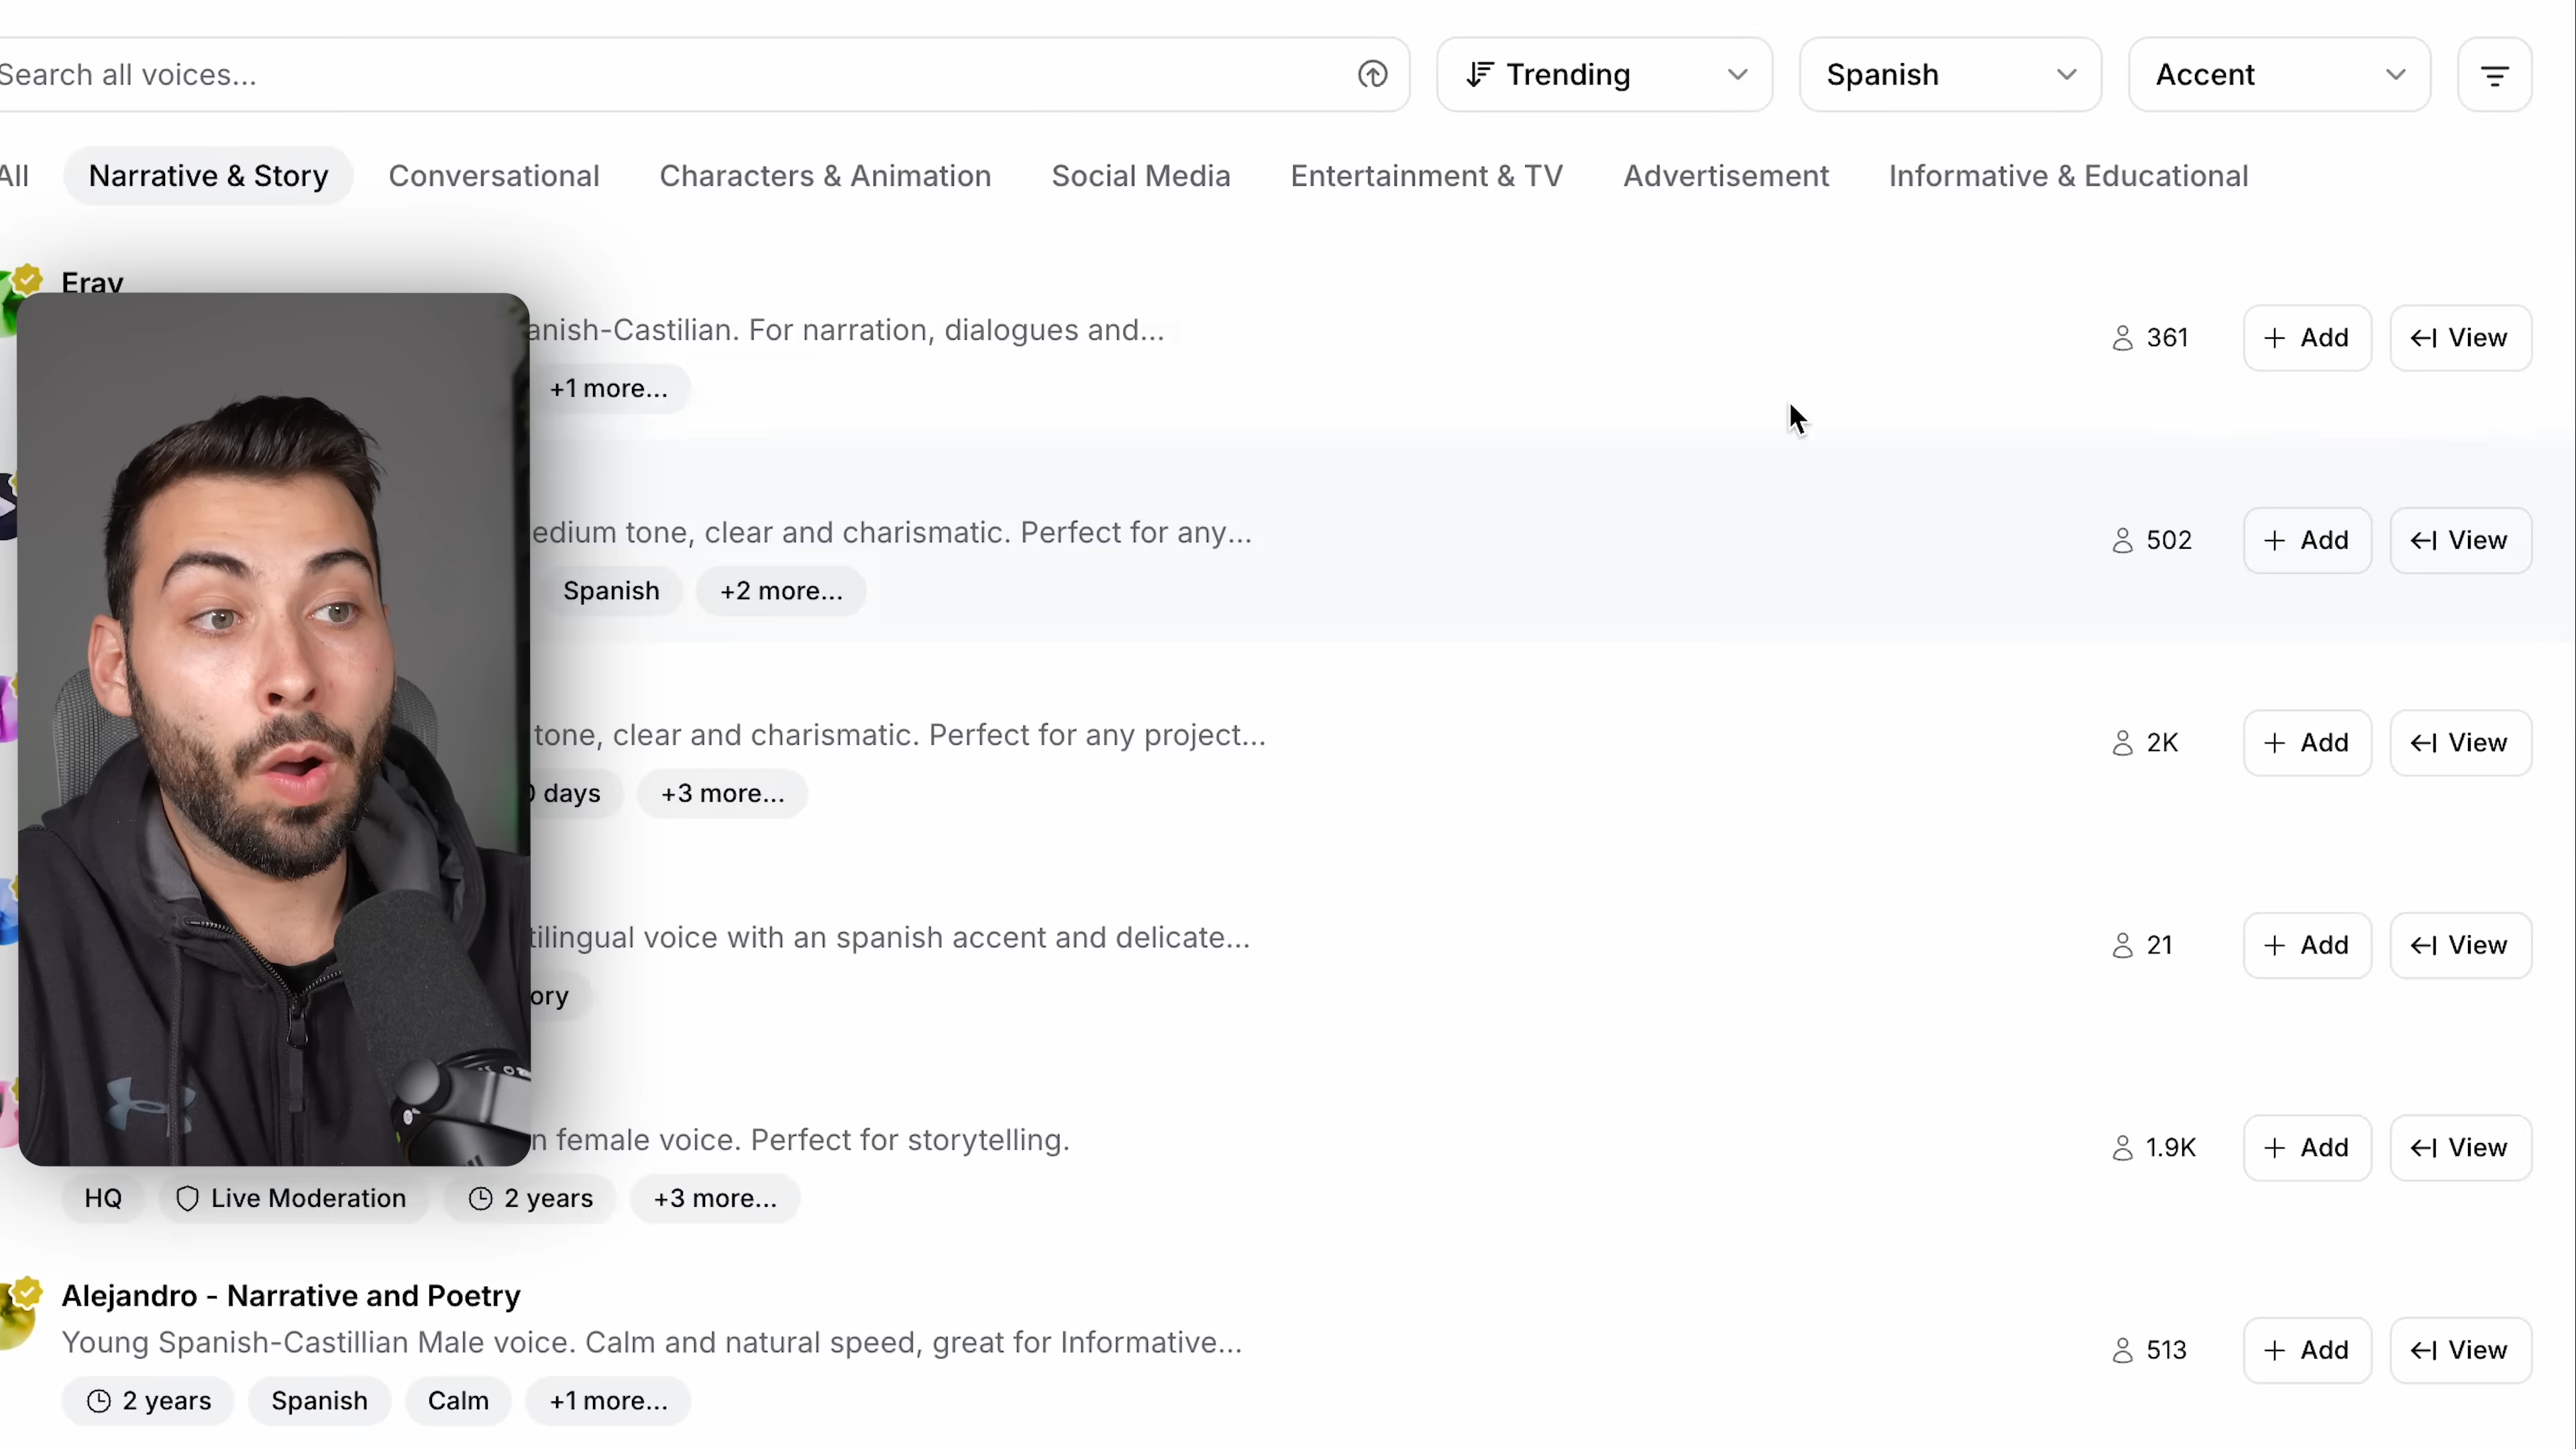 Search all voices...
Trending
Spanish
Accent
All
Narrative & Story
Conversational
Characters & Animation
Social Media
Entertainment & TV
Advertisement
Informative & Educational
Eray
anish-Castilian. For narration, dialogues and...
+1 more...
361
+ Add
View
edium tone, clear and charismatic. Perfect for any...
Spanish
+2 more...
502
+ Add
View
tone, clear and charismatic. Perfect for any project...
days
+3 more...
2K
+ Add
View
tilingual voice with an spanish accent and delicate...
ory
21
+ Add
View
n female voice. Perfect for storytelling.
HQ
Live Moderation
2 years
+3 more...
1.9K
+ Add
View
Alejandro - Narrative and Poetry
Young Spanish-Castillian Male voice. Calm and natural speed, great for Informative...
2 years
Spanish
Calm
+1 more...
513
+ Add
View